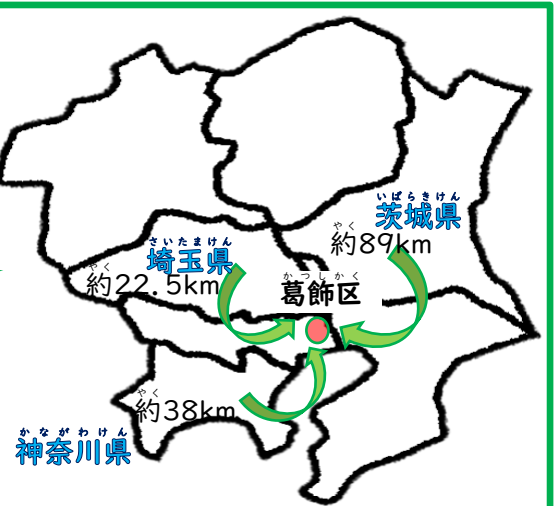 いばらきけん
茨城県
やく
約89km
さいたまけん
埼玉県
やく
約22.5km
かつしかく
葛飾区
やく
約38km
かながわけん
神奈川県